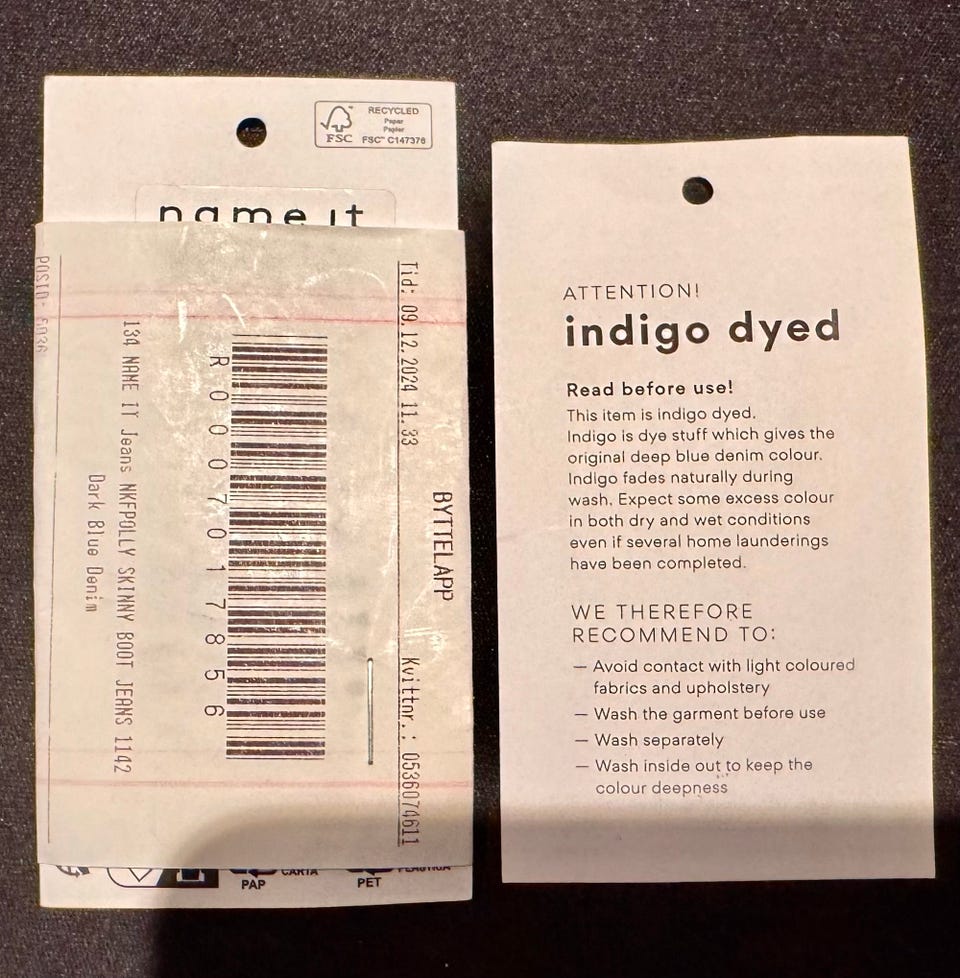 RECYCLED
Paper
Papier
FSC
FSC™ C147376
name it
BYTTELAPP
Tid: 09.12.2024 11.33 Kvittnr.: 0536074611
R000701 7856
134 NAME IT Jeans NKFPOLLY SKINNY BOOT JEANS 1142
Dark Blue Denim
PAP
CARTA
PET
ATTENTION!
indigo dyed
Read before use!
This item is indigo dyed.
Indigo is dye stuff which gives the
original deep blue denim colour.
Indigo fades naturally during
wash. Expect some excess colour
in both dry and wet conditions
even if several home launderings
have been completed.
WE THEREFORE
RECOMMEND TO:
— Avoid contact with light coloured
fabrics and upholstery
— Wash the garment before use
— Wash separately
— Wash inside out to keep the
colour deepness